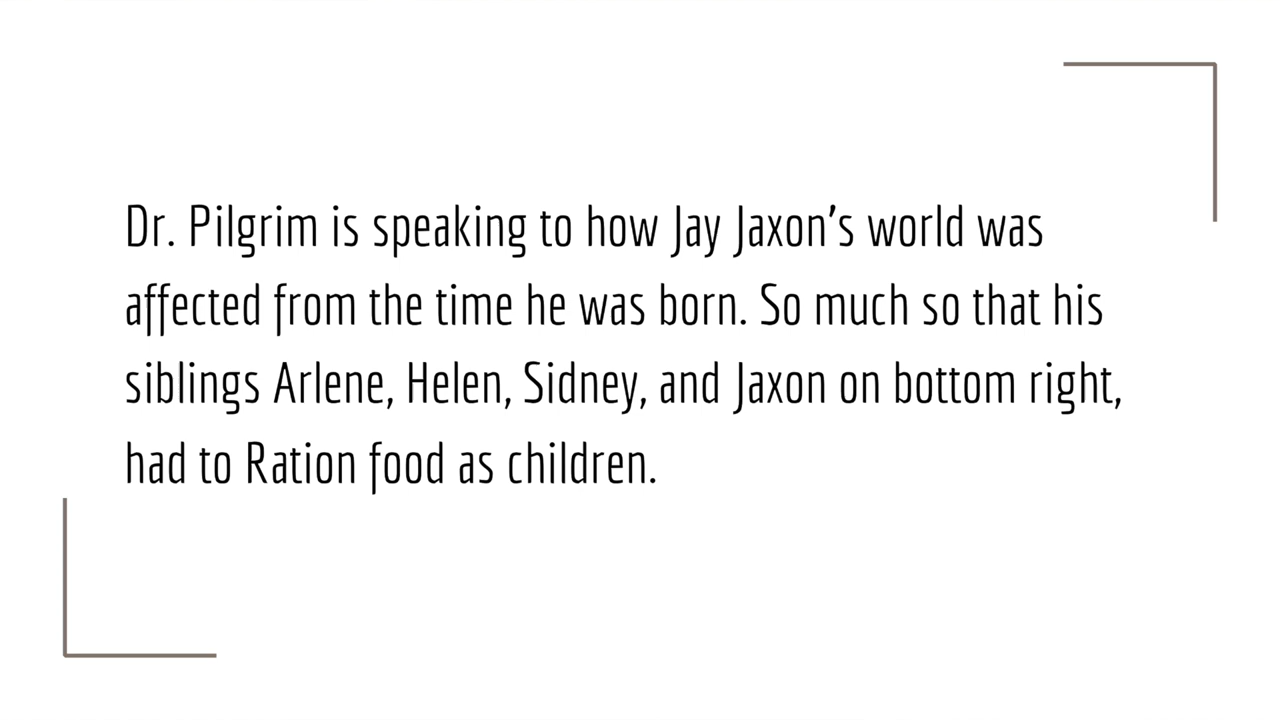 Dr. Pilgrim is speaking to how Jay Jaxon’s world was
affected from the time he was born. So much so that his
siblings Arlene, Helen, Sidney, and Jaxon on bottom right,
had to Ration food as children.